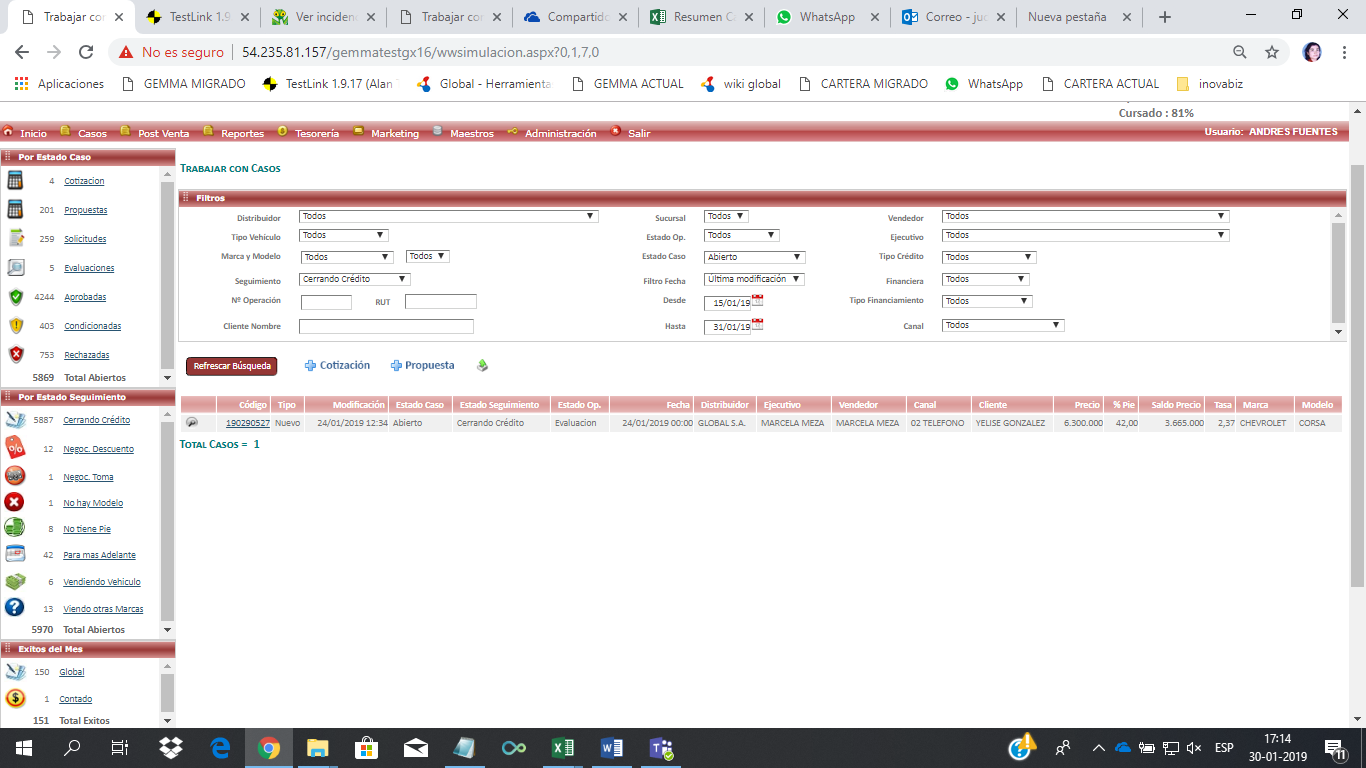 Trabajar con
TestLink 1.9
Ver inciden
Trabajar con
Compartido
Resumen C
WhatsApp
Correo - juc
Nueva pestaña
No es seguro | 54.235.81.157/gemmatestgx16/wwsimulacion.aspx?0,1,7,0
Aplicaciones GEMMA MIGRADO TestLink 1.9.17 (Alan Global - Herramienta GEMMA ACTUAL wiki global CARTERA MIGRADO WhatsApp CARTERA ACTUAL inovabiz
Cursado : 81%
Inicio Casos Post Venta Reportes Tesorería Marketing Maestros Administración Salir Usuario: ANDRES FUENTES
Por Estado Caso
4 Cotizacion
201 Propuestas
259 Solicitudes
5 Evaluaciones
4244 Aprobadas
403 Condicionadas
753 Rechazadas
5869 Total Abiertos
Por Estado Seguimiento
5887 Cerrando Crédito
12 Negoc. Descuento
1 Negoc. Toma
1 No hay Modelo
8 No tiene Pie
42 Para mas Adelante
6 Vendiendo Vehiculo
13 Viendo otras Marcas
5970 Total Abiertos
Exitos del Mes
150 Global
1 Contado
151 Total Exitos
TRABAJAR CON CASOS
Filtros
Distribuidor Todos Sucursal Todos Vendedor Todos
Tipo Vehículo Todos Estado Op. Todos Ejecutivo Todos
Marca y Modelo Todos Todos Estado Caso Abierto Tipo Crédito Todos
Seguimiento Cerrando Crédito Filtro Fecha Última modificación Financiera Todos
Nº Operación RUT Desde 15/01/19 Tipo Financiamiento Todos
Cliente Nombre Hasta 31/01/19 Canal Todos
Refrescar Búsqueda Cotización Propuesta
Código Tipo Modificación Estado Caso Estado Seguimiento Estado Op. Fecha Distribuidor Ejecutivo Vendedor Canal Cliente Precio % Pie Saldo Precio Tasa Marca Modelo
190290527 Nuevo 24/01/2019 12:34 Abierto Cerrando Crédito Evaluacion 24/01/2019 00:00 GLOBAL S.A. MARCELA MEZA MARCELA MEZA 02 TELEFONO YELISE GONZALEZ 6.300.000 42,00 3.665.000 2,37 CHEVROLET CORSA
TOTAL CASOS = 1
ESP
17:14
30-01-2019
11